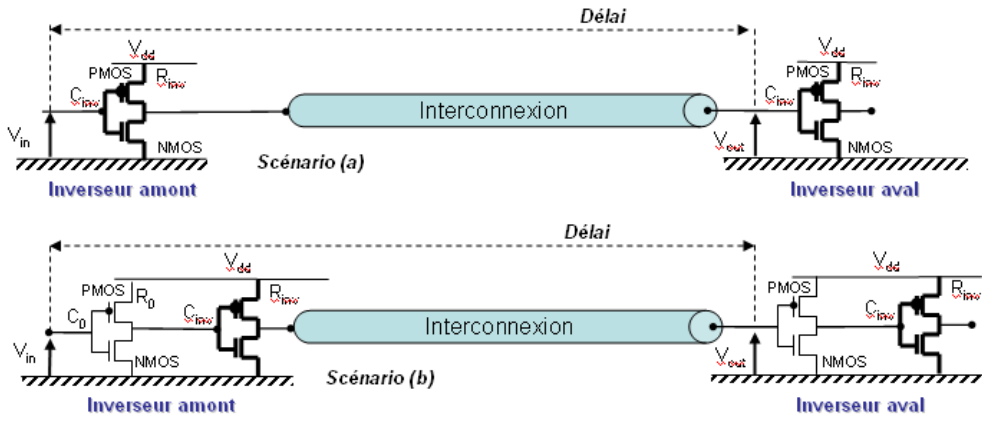 Délai
Vdd
PMOS
Rinv
Cinv
Vin
NMOS
Interconnexion
Vdd
PMOS
Rinv
Cinv
Vout
NMOS
Scénario (a)
Inverseur amont
Inverseur aval
Délai
Vdd
PMOS
R0
Rinv
C0
Cinv
Vin
NMOS
Interconnexion
Vdd
PMOS
Rinv
Cinv
Vout
NMOS
Scénario (b)
Inverseur amont
Inverseur aval